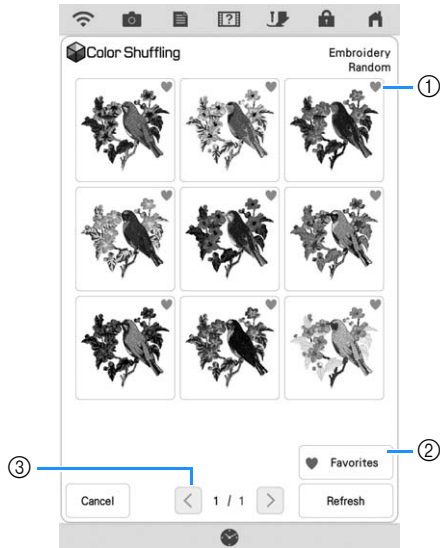 Color Shuffling
Embroidery
Random
①
②
Favorites
③
Cancel
1 / 1
Refresh